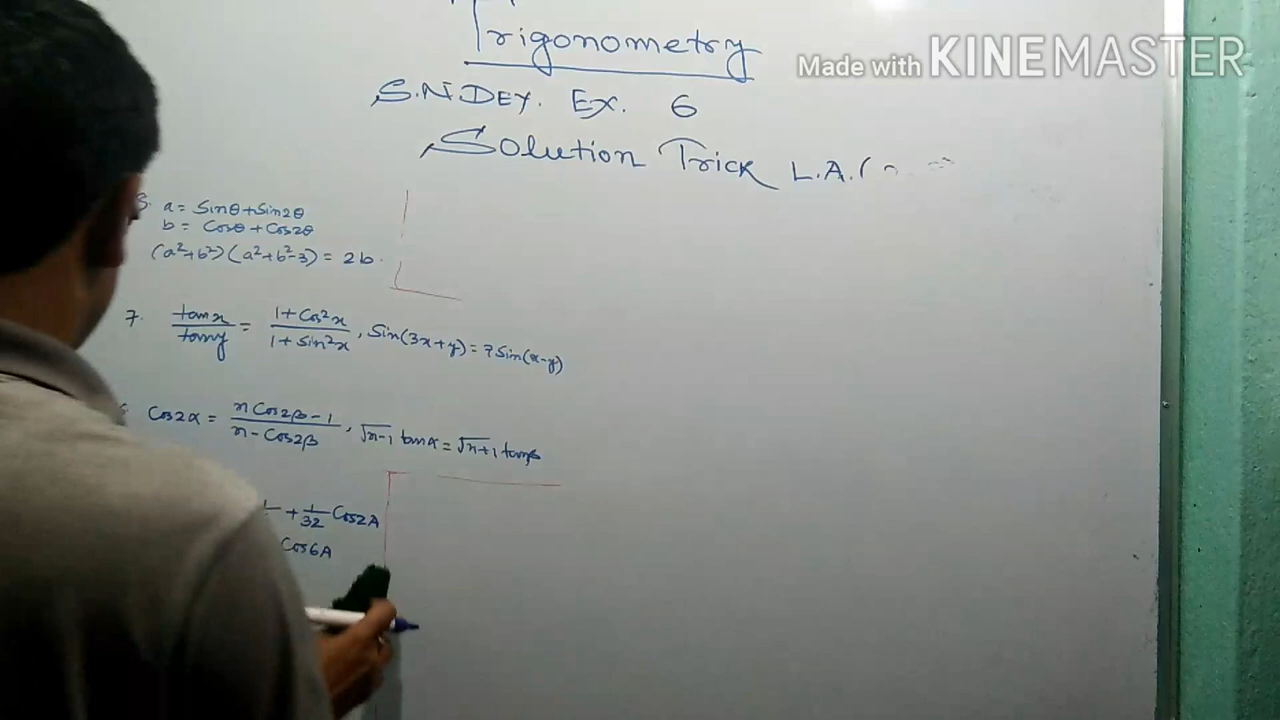 Trigonometry
Made with KINEMASTER
S.N DEY. Ex. 6
Solution Trick L.A.(
a = Sinθ+Sin2θ
b = Cosθ+Cos2θ
(a²+b²)(a²+b²-3) = 2b.
7. tanx/tany = 1+Cos²x/1+Sin²x, Sin(3x+y)=7Sin(x-y)
Cos2α = nCos2β-1/n-Cos2β, √n-1 tanα = √n+1 tanβ
+ 1/32 Cos2A
Cos6A